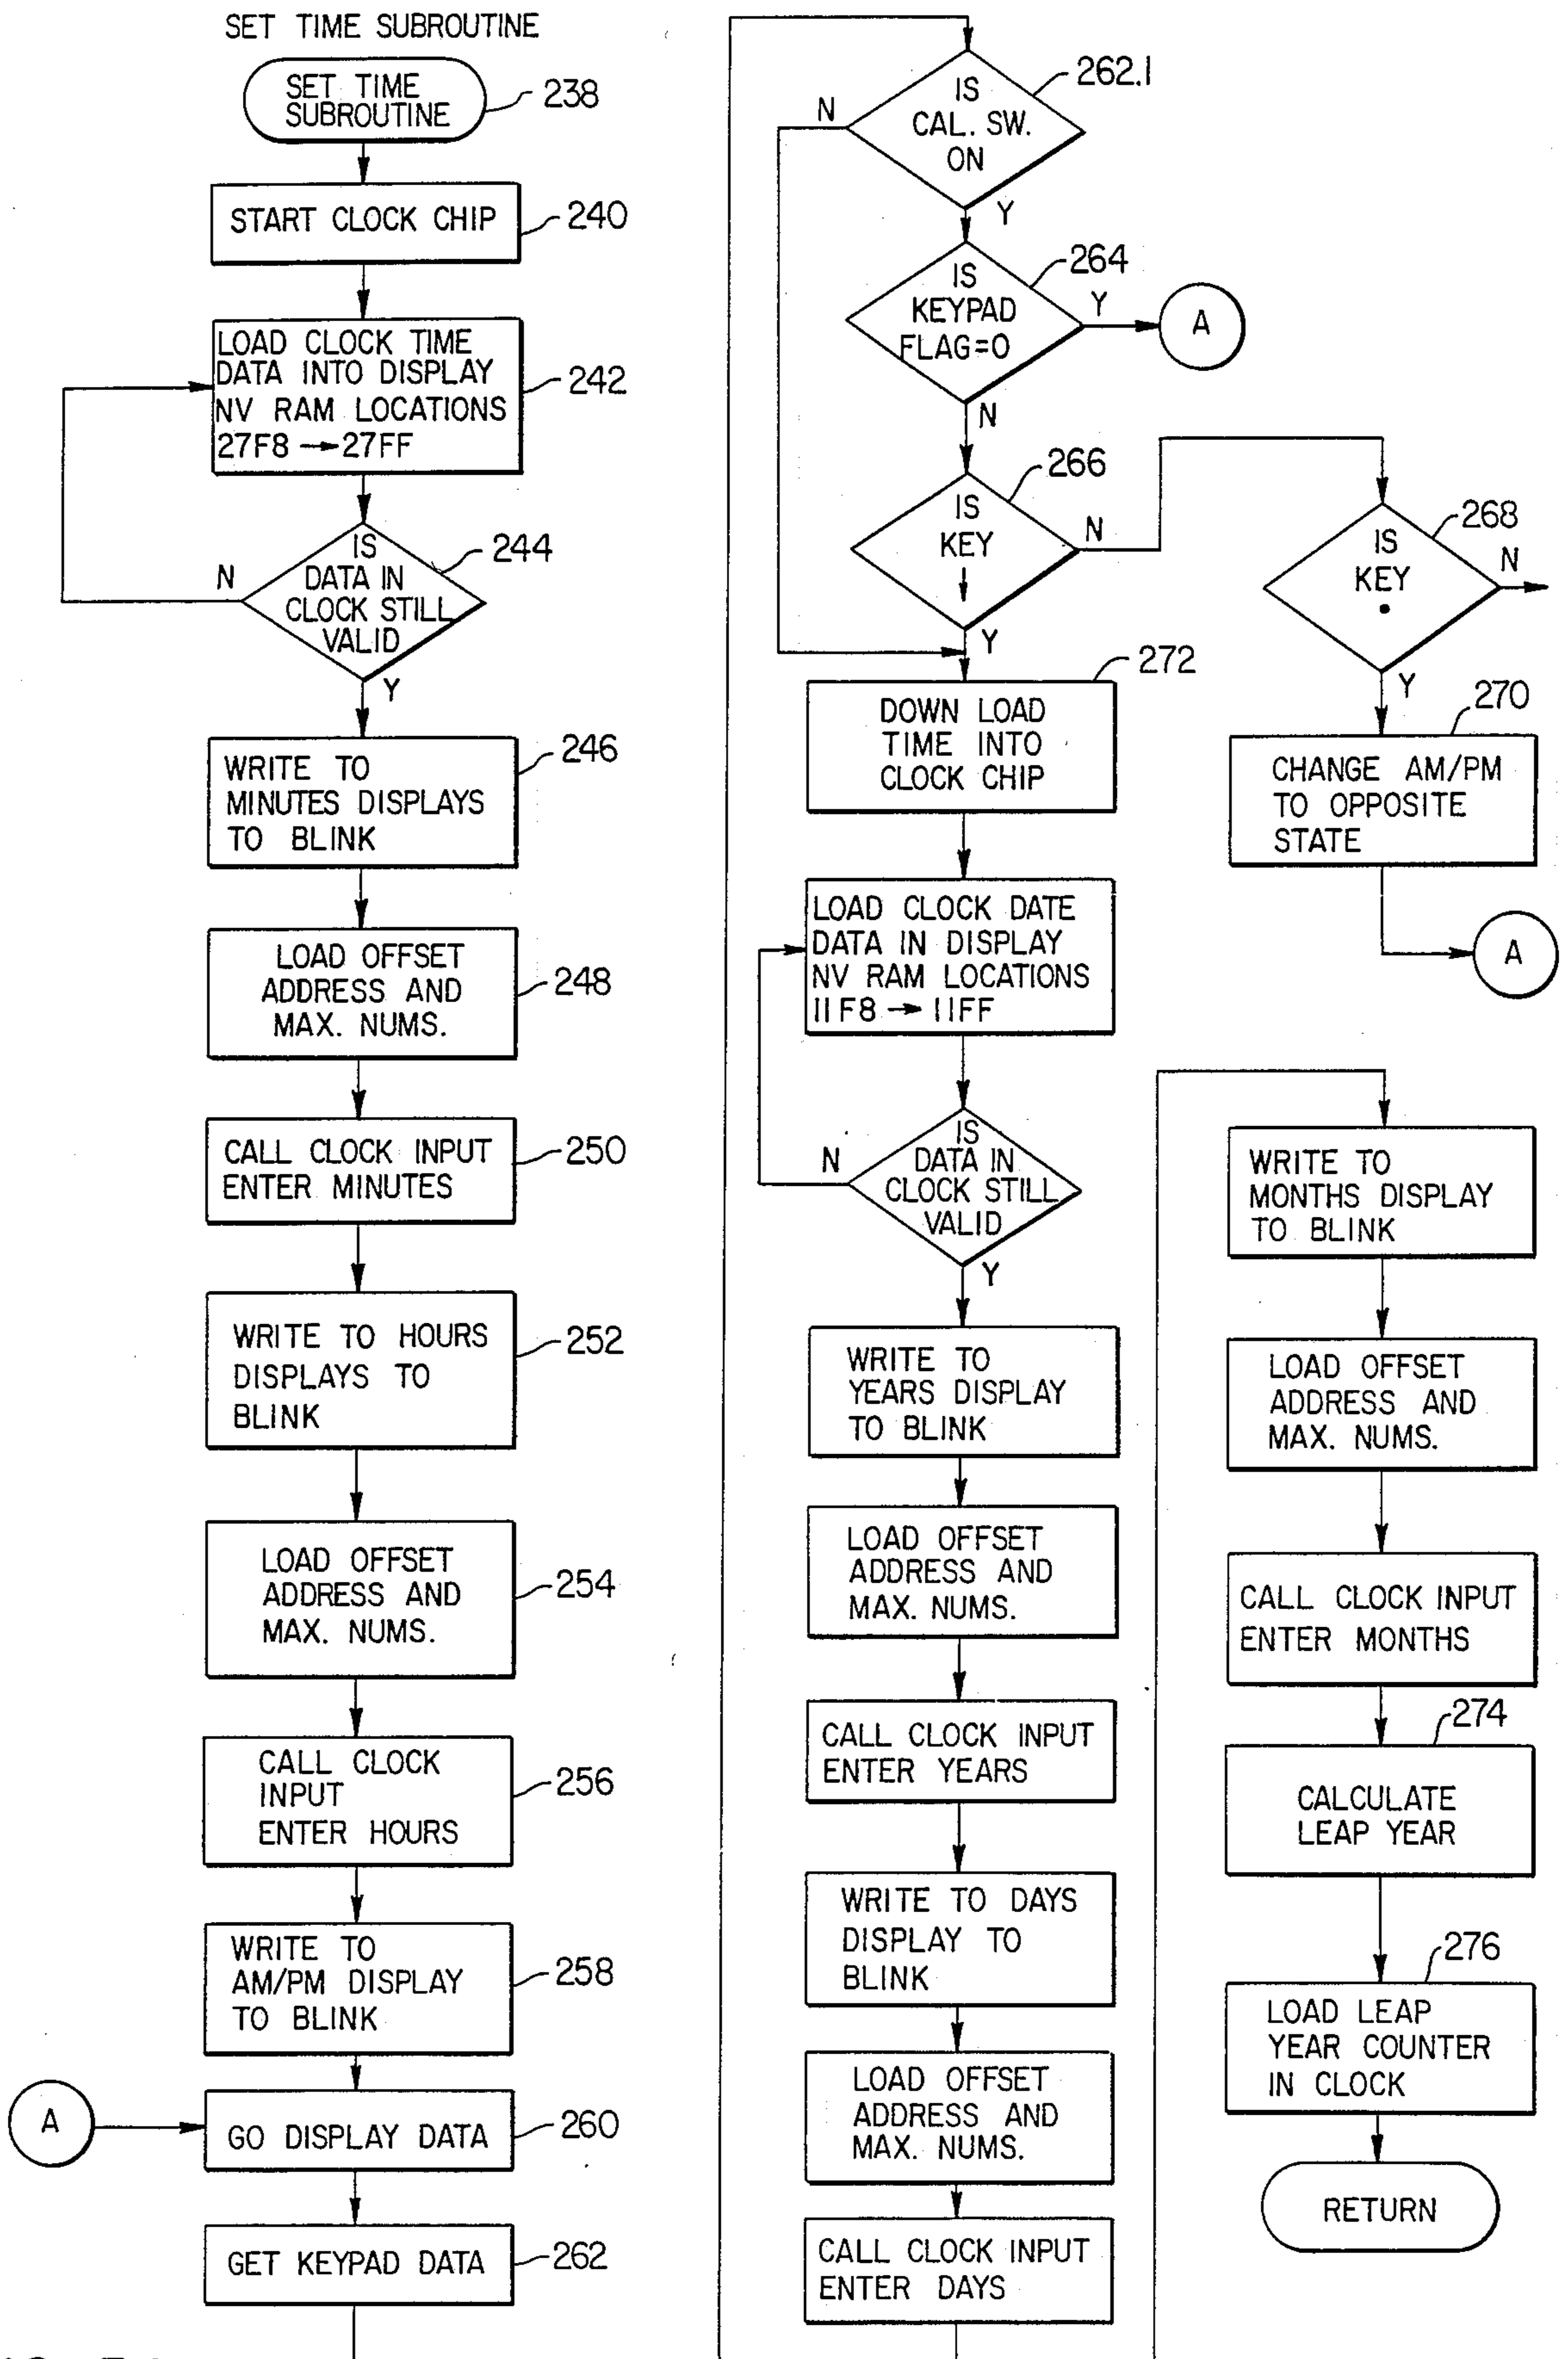 SET TIME SUBROUTINE
SET TIME
SUBROUTINE
238
START CLOCK CHIP
240
LOAD CLOCK TIME
DATA INTO DISPLAY
NV RAM LOCATIONS
27F8 → 27FF
242
IS
DATA IN
CLOCK STILL
VALID
244
N
Y
WRITE TO
MINUTES DISPLAYS
TO BLINK
246
LOAD OFFSET
ADDRESS AND
MAX. NUMS.
248
CALL CLOCK INPUT
ENTER MINUTES
250
WRITE TO HOURS
DISPLAYS TO
BLINK
252
LOAD OFFSET
ADDRESS AND
MAX. NUMS.
254
CALL CLOCK
INPUT
ENTER HOURS
256
WRITE TO
AM/PM DISPLAY
TO BLINK
258
A
GO DISPLAY DATA
260
GET KEYPAD DATA
262
IS
CAL. SW.
ON
262.1
N
Y
IS
KEYPAD
FLAG=0
264
Y
A
N
IS
KEY
↓
266
N
Y
IS
KEY
•
268
N
Y
CHANGE AM/PM
TO OPPOSITE
STATE
270
A
DOWN LOAD
TIME INTO
CLOCK CHIP
272
LOAD CLOCK DATE
DATA IN DISPLAY
NV RAM LOCATIONS
11F8 → 11FF
IS
DATA IN
CLOCK STILL
VALID
N
Y
WRITE TO
YEARS DISPLAY
TO BLINK
LOAD OFFSET
ADDRESS AND
MAX. NUMS.
CALL CLOCK INPUT
ENTER YEARS
WRITE TO DAYS
DISPLAY TO
BLINK
LOAD OFFSET
ADDRESS AND
MAX. NUMS.
CALL CLOCK INPUT
ENTER DAYS
WRITE TO
MONTHS DISPLAY
TO BLINK
LOAD OFFSET
ADDRESS AND
MAX. NUMS.
CALL CLOCK INPUT
ENTER MONTHS
274
CALCULATE
LEAP YEAR
276
LOAD LEAP
YEAR COUNTER
IN CLOCK
RETURN